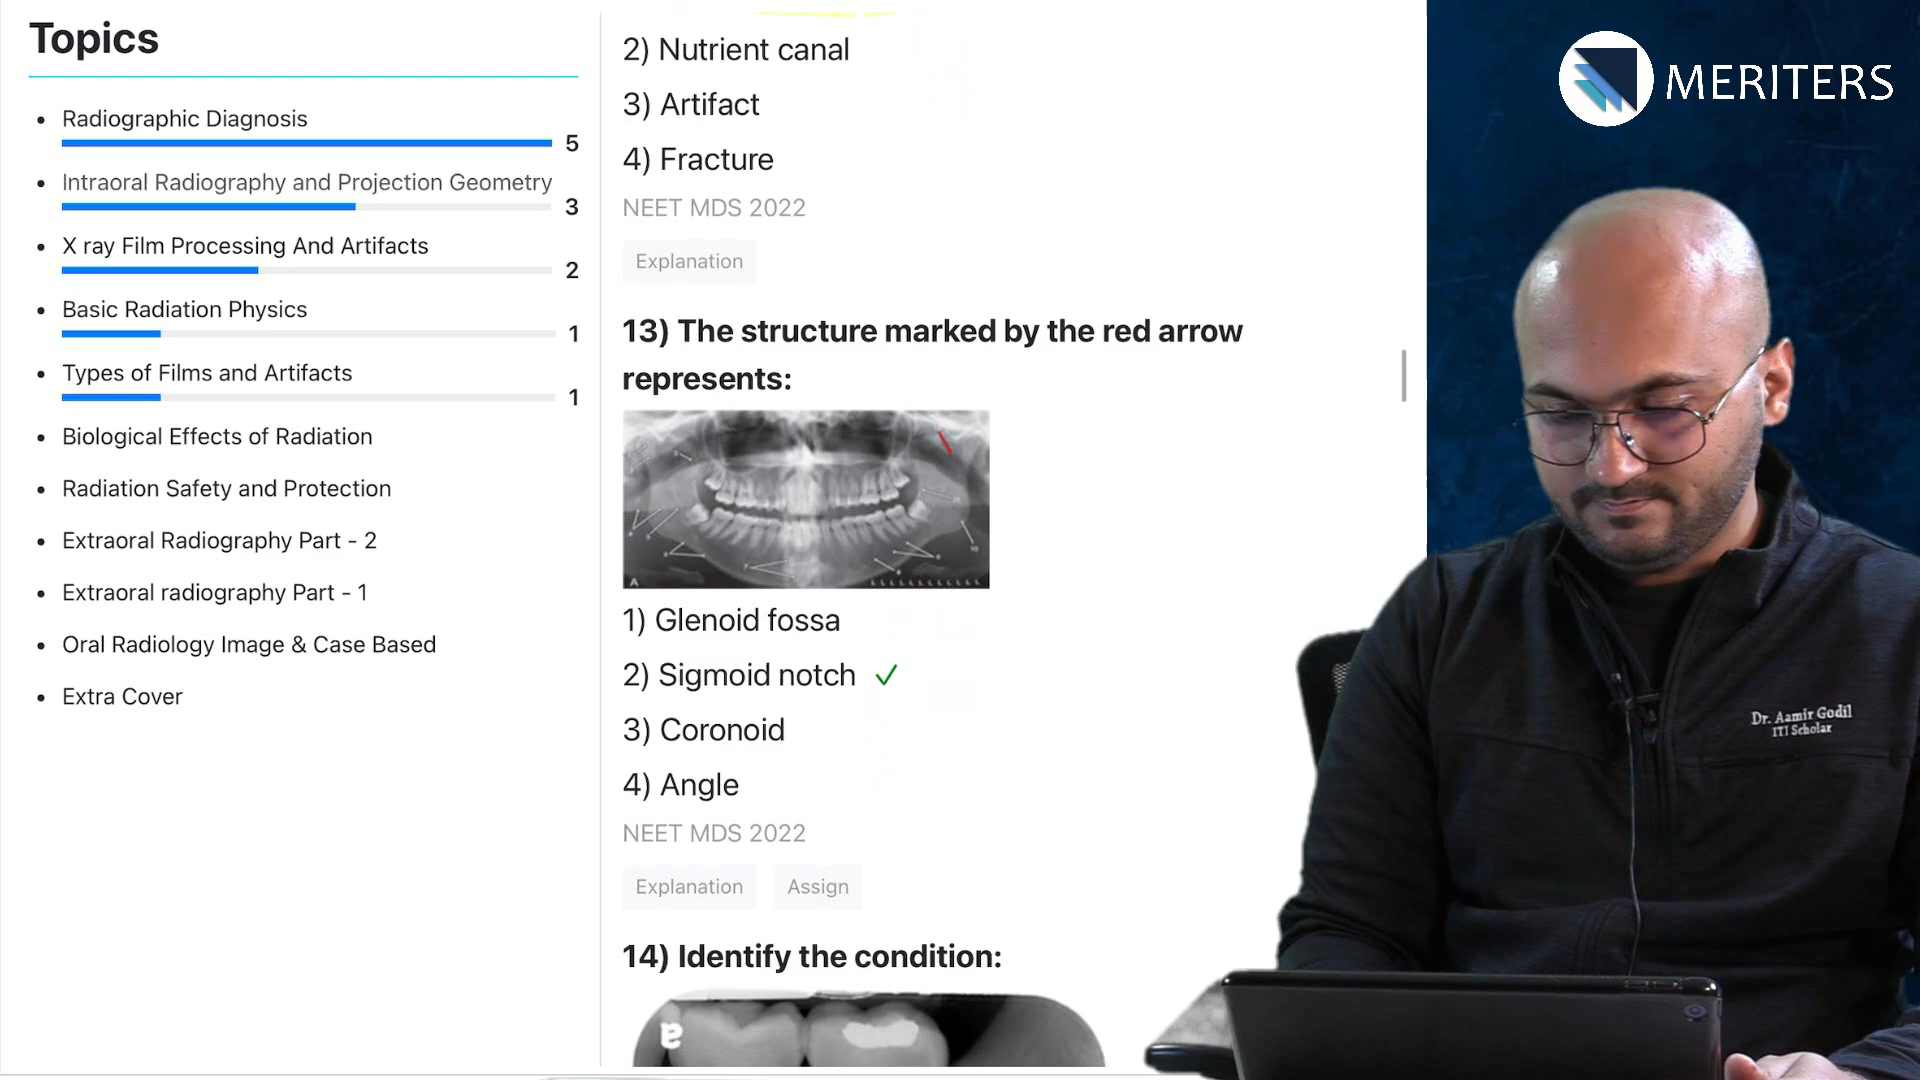 Topics
Radiographic Diagnosis
5
Intraoral Radiography and Projection Geometry
3
X ray Film Processing And Artifacts
2
Basic Radiation Physics
1
Types of Films and Artifacts
1
Biological Effects of Radiation
Radiation Safety and Protection
Extraoral Radiography Part - 2
Extraoral radiography Part - 1
Oral Radiology Image & Case Based
Extra Cover
2) Nutrient canal
3) Artifact
4) Fracture
NEET MDS 2022
Explanation
13) The structure marked by the red arrow
represents:
A
1) Glenoid fossa
2) Sigmoid notch ✓
3) Coronoid
4) Angle
NEET MDS 2022
Explanation Assign
14) Identify the condition:
a
MERITERS
Dr. Aamir Godil
ITI Scholar